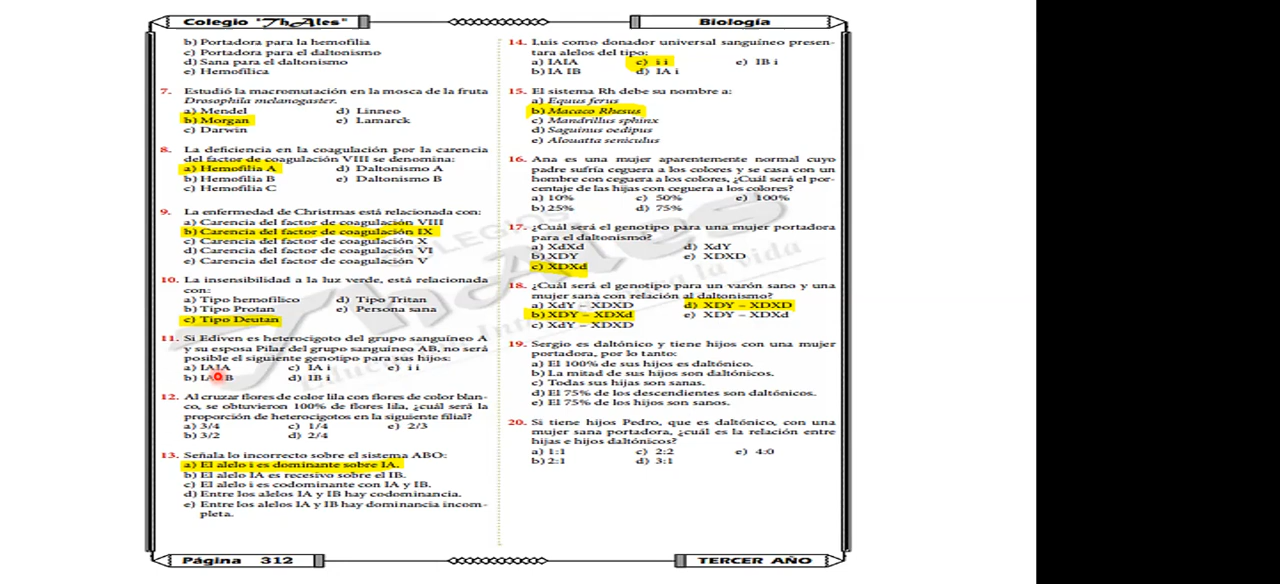 Colegio "ThAles"
Biología
b) Portadora para la hemofilia
c) Portadora para el daltonismo
d) Sana para el daltonismo
e) Hemofílica
7. Estudió la macromutación en la mosca de la fruta
Drosophila melanogaster.
a) Mendel d) Linneo
b) Morgan e) Lamarck
c) Darwin
8. La deficiencia en la coagulación por la carencia
del factor de coagulación VIII se denomina:
a) Hemofilia A d) Daltonismo A
b) Hemofilia B e) Daltonismo B
c) Hemofilia C
9. La enfermedad de Christmas está relacionada con:
a) Carencia del factor de coagulación VIII
b) Carencia del factor de coagulación IX
c) Carencia del factor de coagulación X
d) Carencia del factor de coagulación VI
e) Carencia del factor de coagulación V
10. La insensibilidad a la luz verde, está relacionada
con:
a) Tipo hemofílico d) Tipo Tritan
b) Tipo Protan e) Persona sana
c) Tipo Deutan
11. Si Ediven es heterocigoto del grupo sanguíneo A
y su esposa Pilar del grupo sanguíneo AB, no será
posible el siguiente genotipo para sus hijos:
a) IAIA c) IA i e) i i
b) d) IB i
12. Al cruzar flores de color lila con flores de color blan-
co, se obtuvieron 100% de flores lila, ¿cuál será la
proporción de heterocigotos en la siguiente filial?
a) 3/4 c) 1/4 e) 2/3
b) 3/2 d) 2/4
13. Señala lo incorrecto sobre el sistema ABO:
a) El alelo i es dominante sobre IA.
b) El alelo IA es recesivo sobre el IB.
c) El alelo i es codominante con IA y IB.
d) Entre los alelos IA y IB hay codominancia.
e) Entre los alelos IA y IB hay dominancia incom-
pleta.
14. Luis como donador universal sanguíneo presen-
tara alelos del tipo:
a) IAIA c) i i e) IB i
b) IA IB d) IA i
15. El sistema Rh debe su nombre a:
a) Equus ferus
b) Macaco Rhesus
c) Mandrillus sphinx
d) Saguinus oedipus
e) Alouatta seniculus
16. Ana es una mujer aparentemente normal cuyo
padre sufría ceguera a los colores y se casa con un
hombre con ceguera a los colores, ¿Cuál será el por-
centaje de las hijas con ceguera a los colores?
a) 10% c) 50% e) 100%
b) 25% d) 75%
17. ¿Cuál será el genotipo para una mujer portadora
para el daltonismo?
a) XdXd d) XdY
b) XDY e) XDXD
c) XDXd
18. ¿Cuál será el genotipo para un varón sano y una
mujer sana con relación al daltonismo?
a) XdY – XDXD d) XDY – XDXD
b) XDY – XDXd e) XDY – XDXd
c) XdY – XDXD
19. Sergio es daltónico y tiene hijos con una mujer
portadora, por lo tanto:
a) El 100% de sus hijos es daltónico.
b) La mitad de sus hijos son daltónicos.
c) Todas sus hijas son sanas.
d) El 75% de los descendientes son daltónicos.
e) El 75% de los hijos son sanos.
20. Si tiene hijos Pedro, que es daltónico, con una
mujer sana portadora, ¿cuál es la relación entre
hijas e hijos daltónicos?
a) 1:1 c) 2:2 e) 4:0
b) 2:1 d) 3:1
Página 312
TERCER AÑO